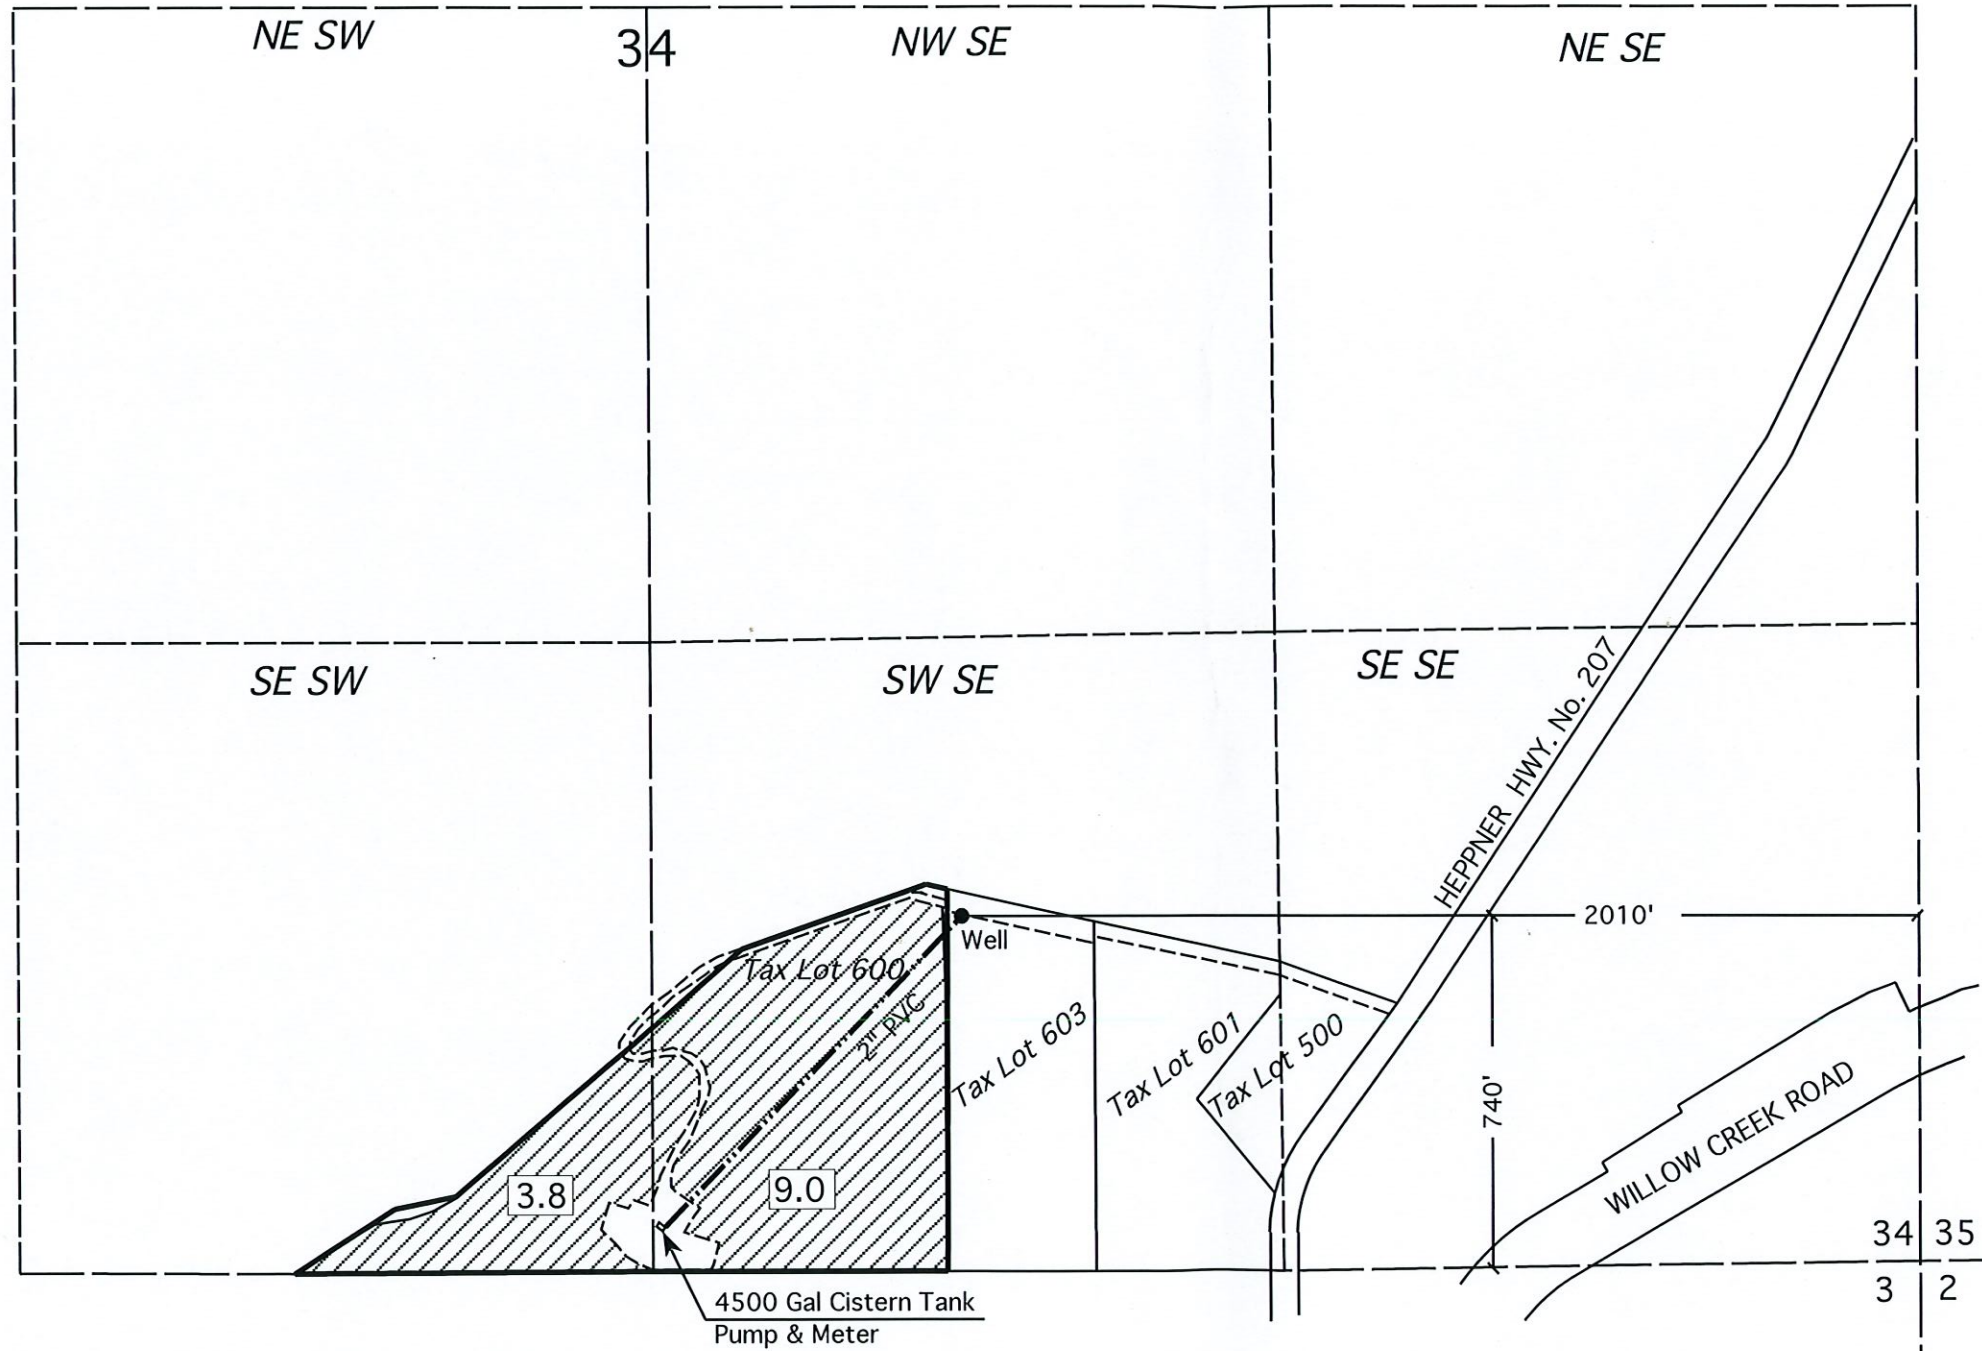 NE SW
34
NW SE
NE SE
SE SW
SW SE
SE SE
HEPPNER HWY. No. 207
2010'
Well
Tax Lot 600
2" PVC
Tax Lot 603
Tax Lot 601
Tax Lot 500
740'
WILLOW CREEK ROAD
3.8
9.0
34 35
3 2
4500 Gal Cistern Tank
Pump & Meter